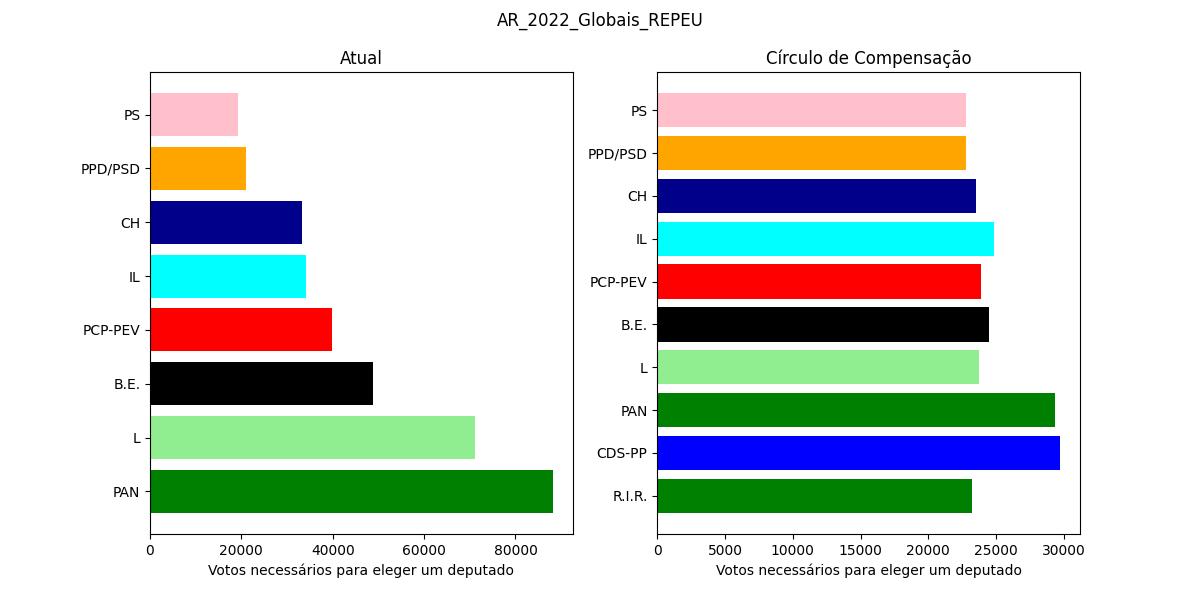 AR_2022_Globais_REPEU
Atual
PS
PPD/PSD
CH
IL
PCP-PEV
B.E.
L
PAN
0 20000 40000 60000 80000
Votos necessários para eleger um deputado
Círculo de Compensação
PS
PPD/PSD
CH
IL
PCP-PEV
B.E.
L
PAN
CDS-PP
R.I.R.
0 5000 10000 15000 20000 25000 30000
Votos necessários para eleger um deputado